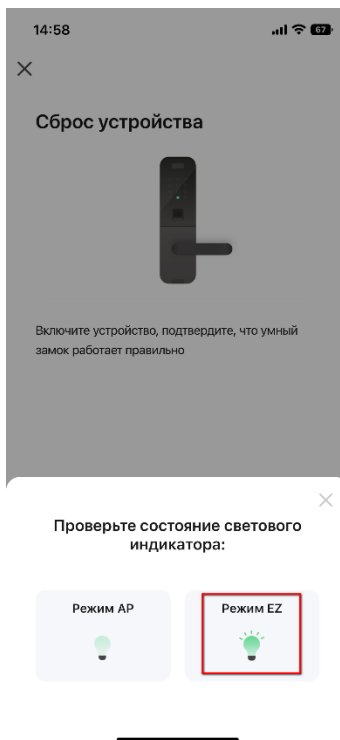 14:58
67
Сброс устройства
Включите устройство, подтвердите, что умный
замок работает правильно
Проверьте состояние светового
индикатора:
Режим AP
Режим EZ